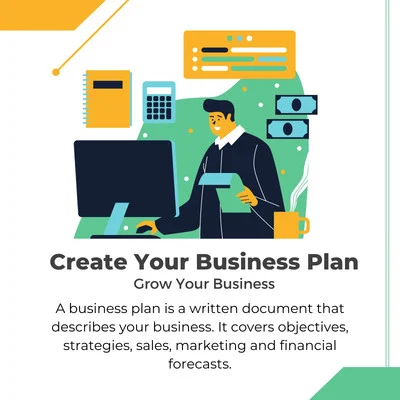 Create Your Business Plan
Grow Your Business
A business plan is a written document that
describes your business. It covers objectives,
strategies, sales, marketing and financial
forecasts.